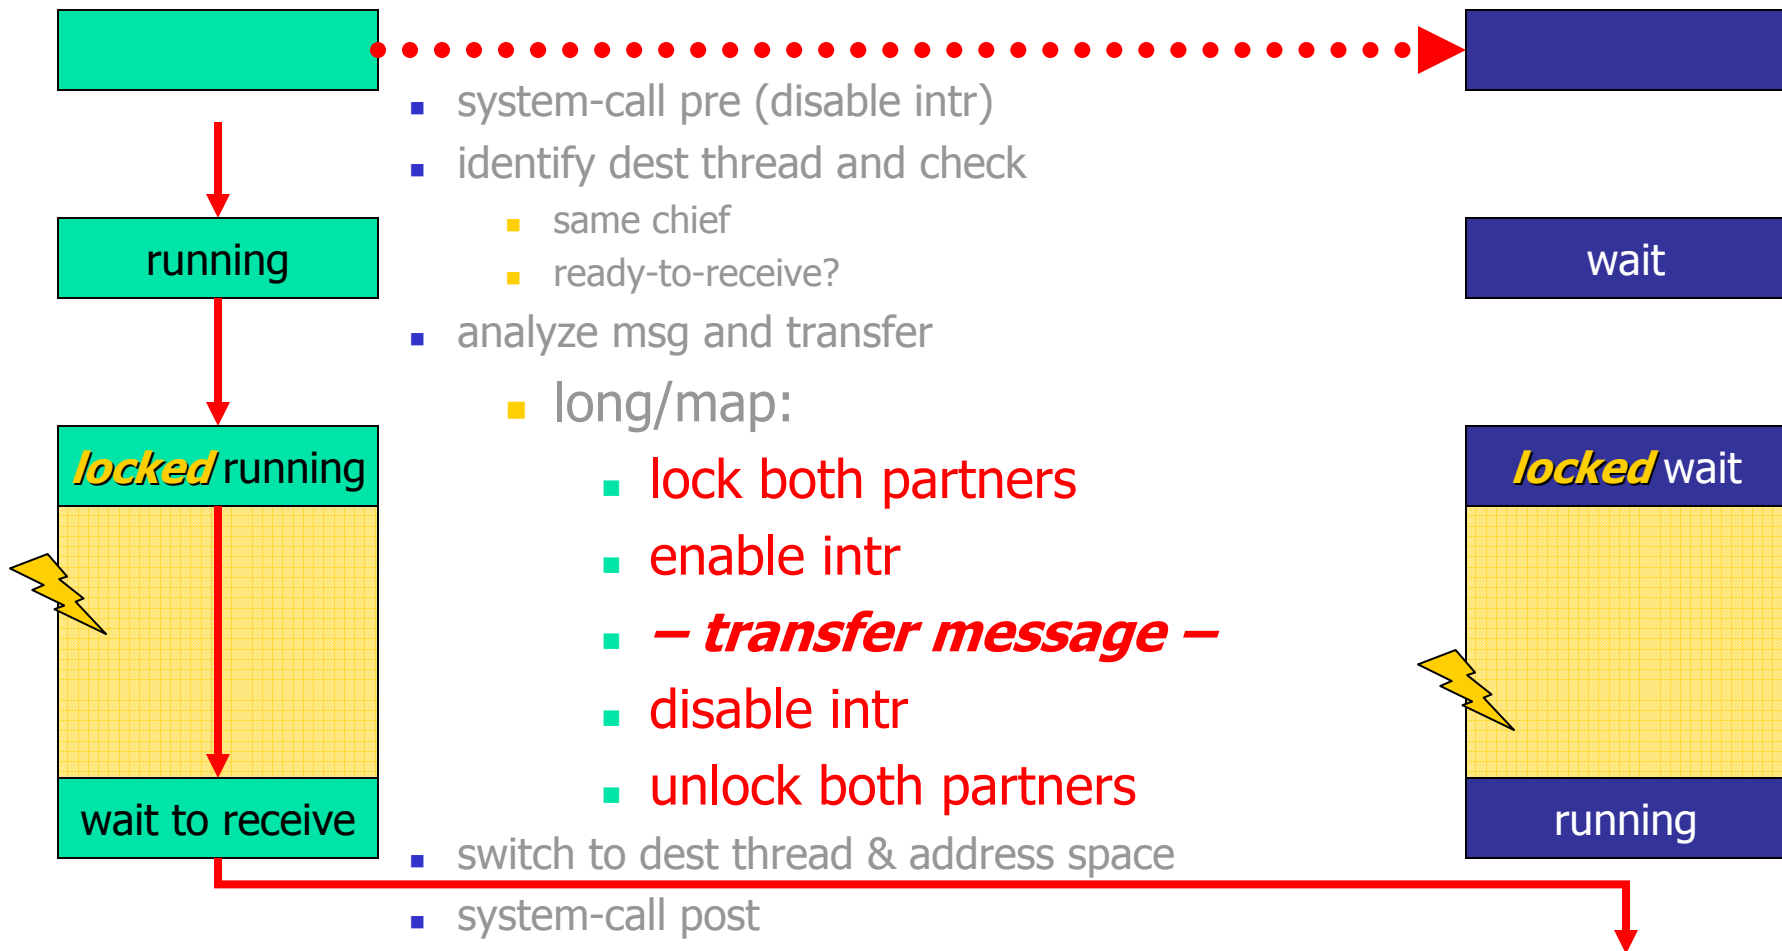 system-call pre (disable intr)
identify dest thread and check
same chief
ready-to-receive?
analyze msg and transfer
long/map:
lock both partners
enable intr
– transfer message –
disable intr
unlock both partners
switch to dest thread & address space
system-call post
running
locked running
wait to receive
wait
locked wait
running